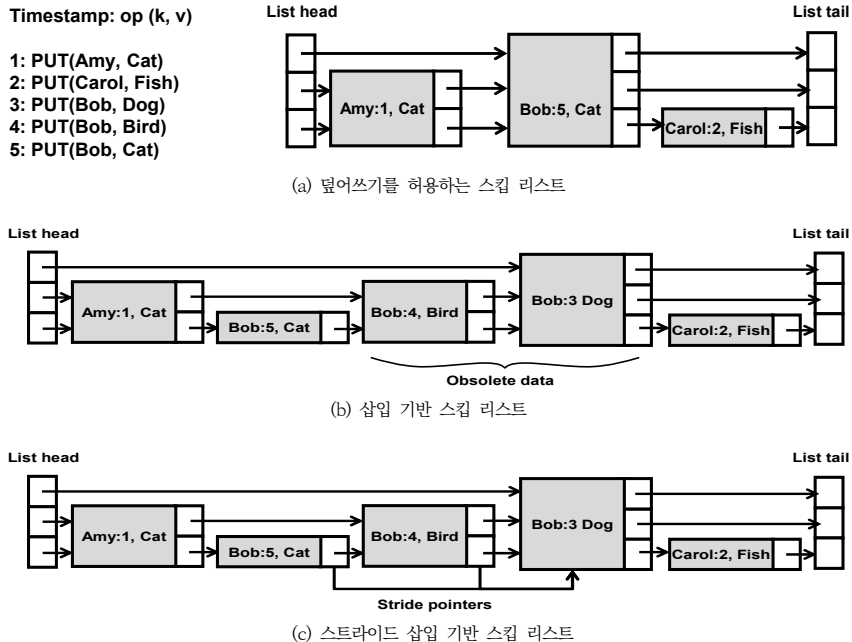 Timestamp: op (k, v)
1: PUT(Amy, Cat)
2: PUT(Carol, Fish)
3: PUT(Bob, Dog)
4: PUT(Bob, Bird)
5: PUT(Bob, Cat)
List head
List tail
Amy:1, Cat
Bob:5, Cat
Carol:2, Fish
(a) 덮어쓰기를 허용하는 스킵 리스트
List head
List tail
Amy:1, Cat
Bob:5, Cat
Bob:4, Bird
Bob:3 Dog
Carol:2, Fish
Obsolete data
(b) 삽입 기반 스킵 리스트
List head
List tail
Amy:1, Cat
Bob:5, Cat
Bob:4, Bird
Bob:3 Dog
Carol:2, Fish
Stride pointers
(c) 스트라이드 삽입 기반 스킵 리스트